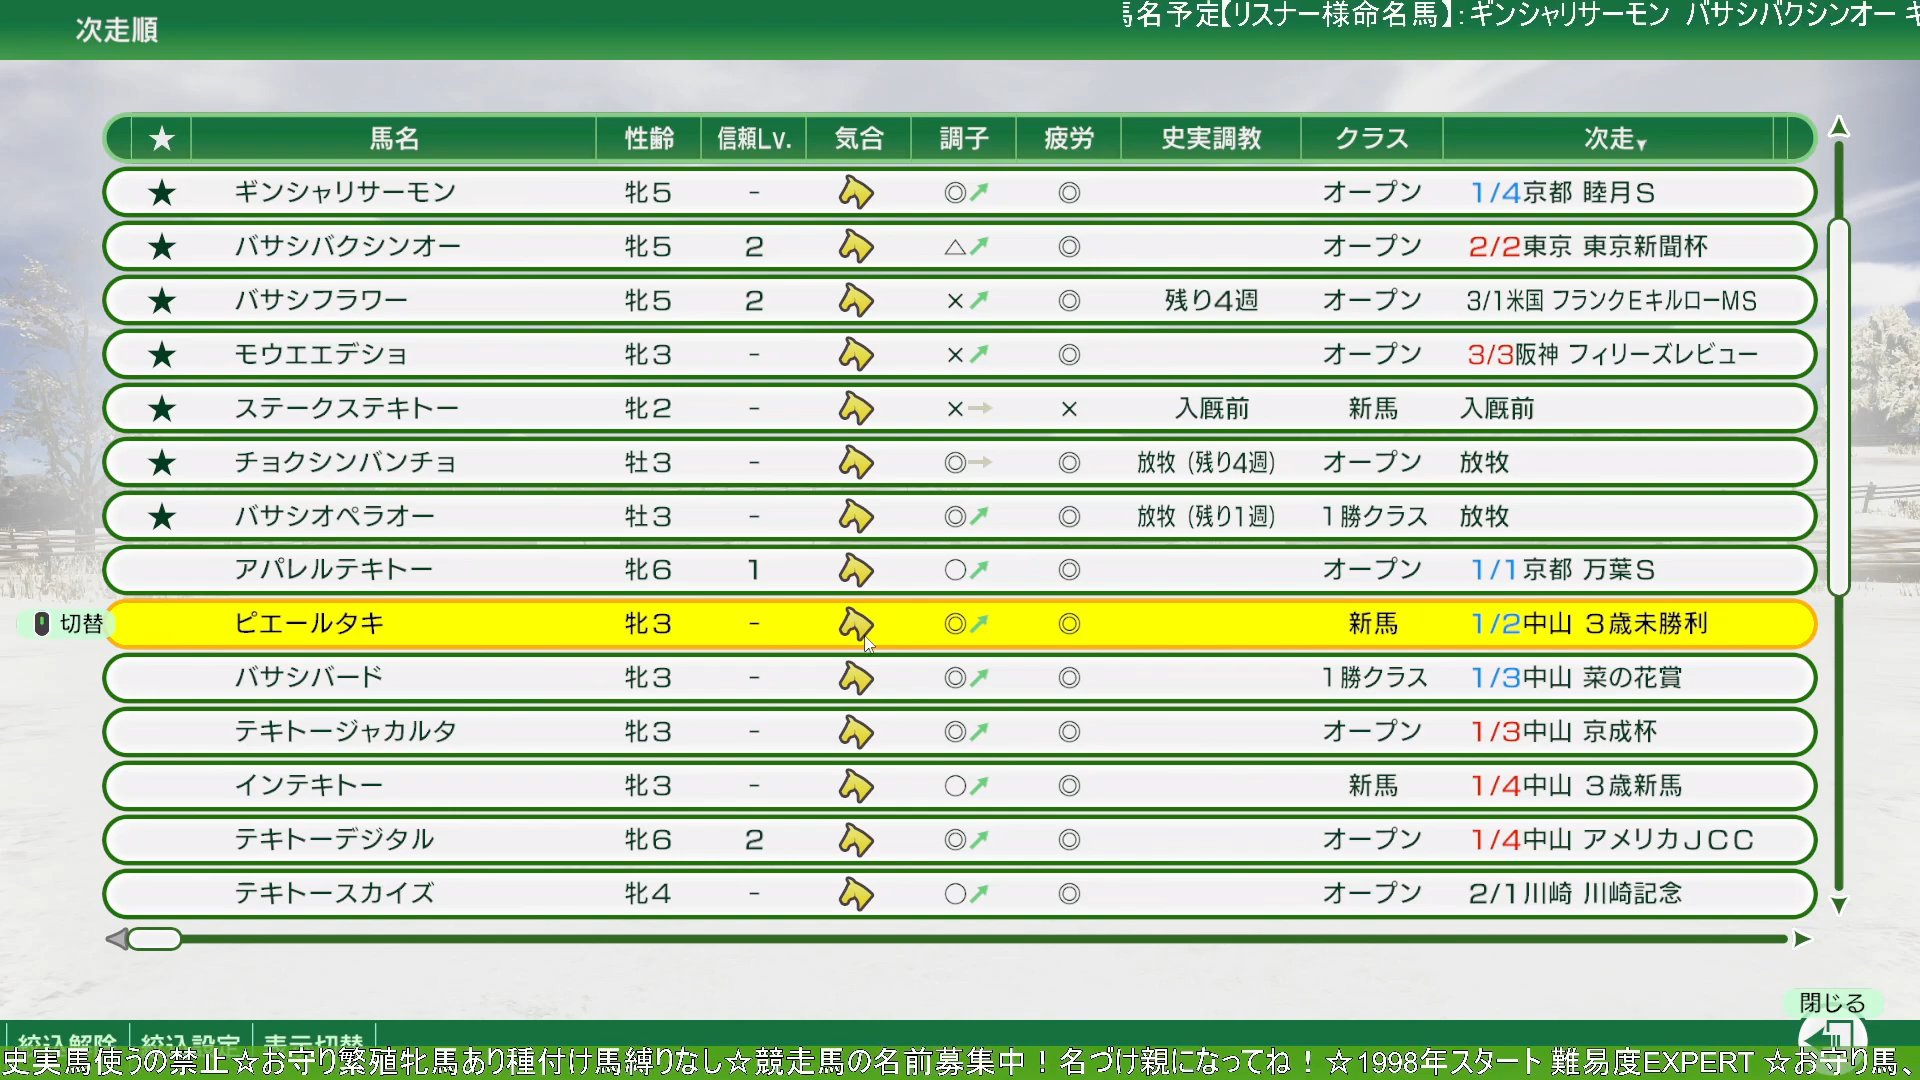 次走順
馬名予定【リスナー様命名馬】：ギンシャリサーモン バサシバクシンオー キ
★ 馬名 性齢 信頼Lv. 気合 調子 疲労 史実調教 クラス 次走▼
★ ギンシャリサーモン 牝5 - ◎ ◎ オープン 1/4京都 睦月S
★ バサシバクシンオー 牝5 2 △ ◎ オープン 2/2東京 東京新聞杯
★ バサシフラワー 牝5 2 × ◎ 残り4週 オープン 3/1米国 フランクEキルローMS
★ モウエエデショ 牝3 - × ◎ オープン 3/3阪神 フィリーズレビュー
★ ステークステキトー 牝2 - × × 入厩前 新馬 入厩前
★ チョクシンバンチョ 牡3 - ◎ ◎ 放牧（残り4週） オープン 放牧
★ バサシオペラオー 牡3 - ◎ ◎ 放牧（残り1週） 1勝クラス 放牧
アパレルテキトー 牝6 1 ○ ◎ オープン 1/1京都 万葉S
切替 ピエールタキ 牝3 - ◎ ◎ 新馬 1/2中山 3歳未勝利
バサシバード 牝3 - ◎ ◎ 1勝クラス 1/3中山 菜の花賞
テキトージャカルタ 牝3 - ◎ ◎ オープン 1/3中山 京成杯
インテキトー 牝3 - ○ ◎ 新馬 1/4中山 3歳新馬
テキトーデジタル 牝6 2 ◎ ◎ オープン 1/4中山 アメリカJCC
テキトースカイズ 牝4 - ○ ◎ オープン 2/1川崎 川崎記念
閉じる
絞込解除 絞込設定 表示切替
史実馬使うの禁止☆お守り繁殖牝馬あり種付け馬縛りなし☆競走馬の名前募集中！名づけ親になってね！☆1998年スタート 難易度EXPERT ☆お守り馬、